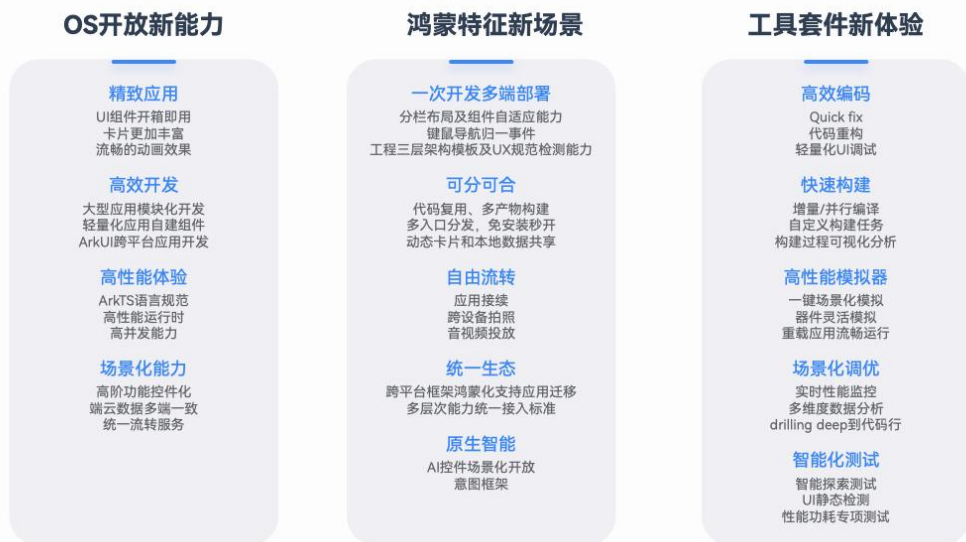 OS开放新能力
精致应用
UI组件开箱即用
卡片更加丰富
流畅的动画效果
高效开发
大型应用模块化开发
轻量化应用自建组件
ArkUI跨平台应用开发
高性能体验
ArkTS语言规范
高性能运行时
高并发能力
场景化能力
高阶功能控件化
端云数据多端一致
统一流转服务
鸿蒙特征新场景
一次开发多端部署
分栏布局及组件自适应能力
键鼠导航归一事件
工程三层架构模板及UX规范检测能力
可分可合
代码复用、多产物构建
多入口分发，免安装秒开
动态卡片和本地数据共享
自由流转
应用接续
跨设备拍照
音视频投放
统一生态
跨平台框架鸿蒙化支持应用迁移
多层次能力统一接入标准
原生智能
AI控件场景化开放
意图框架
工具套件新体验
高效编码
Quick fix
代码重构
轻量化UI调试
快速构建
增量/并行编译
自定义构建任务
构建过程可视化分析
高性能模拟器
一键场景化模拟
器件灵活模拟
重载应用流畅运行
场景化调优
实时性能监控
多维度数据分析
drilling deep到代码行
智能化测试
智能探索测试
UI静态检测
性能功耗专项测试